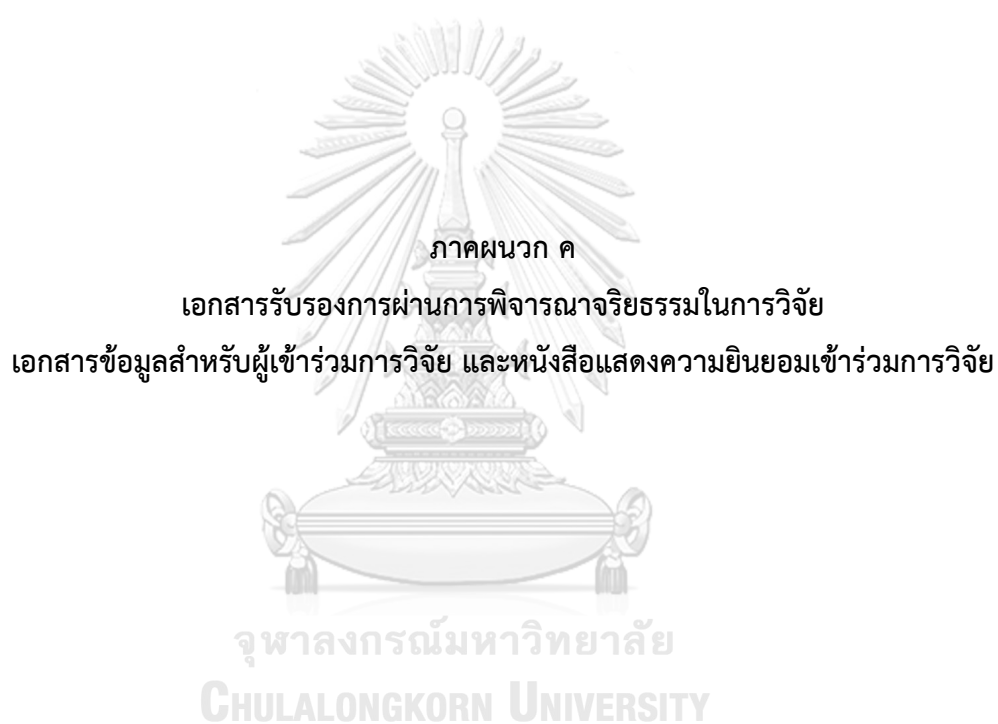 ภาคผนวก ค
เอกสารรับรองการผ่านการพิจารณาจริยธรรมในการวิจัย
เอกสารข้อมูลสำหรับผู้เข้าร่วมการวิจัย และหนังสือแสดงความยินยอมเข้าร่วมการวิจัย
จุฬาลงกรณ์มหาวิทยาลัย
CHULALONGKORN UNIVERSITY